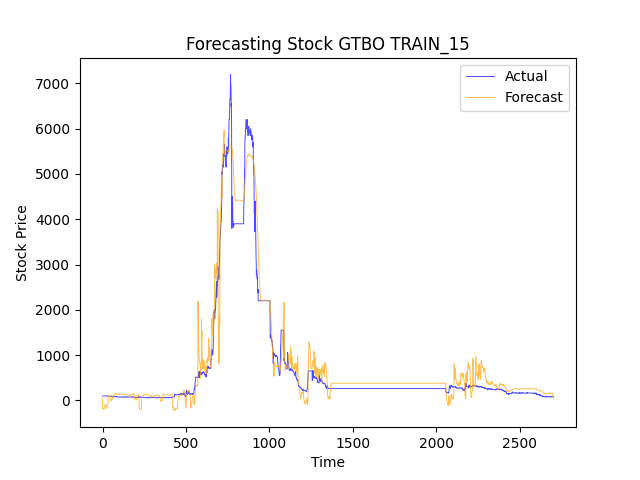 Forecasting Stock GTBO TRAIN_15
Actual
Forecast
Stock Price
7000
6000
5000
4000
3000
2000
1000
0
0 500 1000 1500 2000 2500
Time